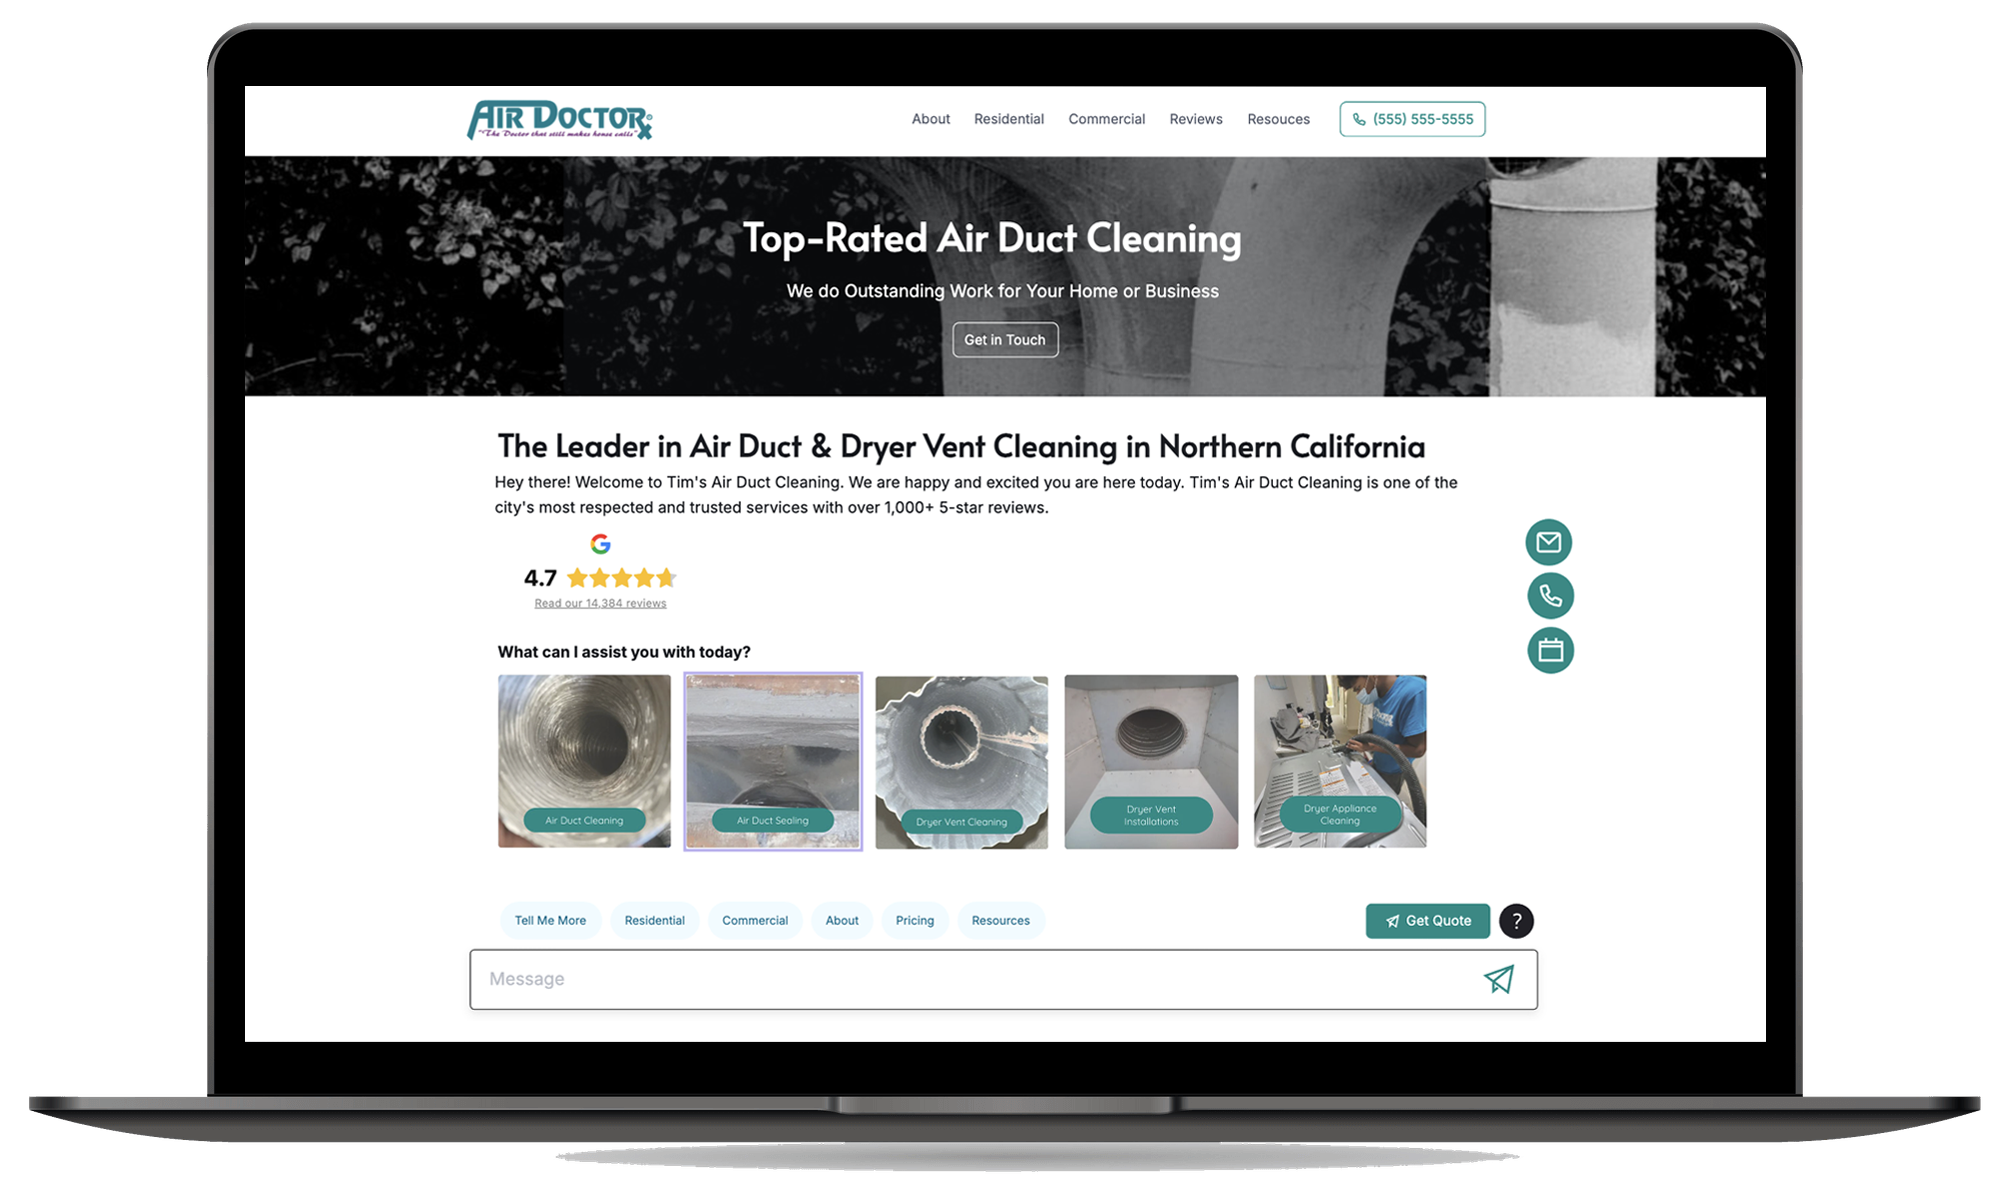 AIR DOCTOR
"The Doctor that still makes house calls"
About Residential Commercial Reviews Resouces (555) 555-5555
Top-Rated Air Duct Cleaning
We do Outstanding Work for Your Home or Business
Get in Touch
The Leader in Air Duct & Dryer Vent Cleaning in Northern California
Hey there! Welcome to Tim's Air Duct Cleaning. We are happy and excited you are here today. Tim's Air Duct Cleaning is one of the
city's most respected and trusted services with over 1,000+ 5-star reviews.
4.7
Read our 14,384 reviews
What can I assist you with today?
Air Duct Cleaning
Air Duct Sealing
Dryer Vent Cleaning
Dryer Vent
Installations
Dryer Appliance
Cleaning
Tell Me More Residential Commercial About Pricing Resources Get Quote ?
Message